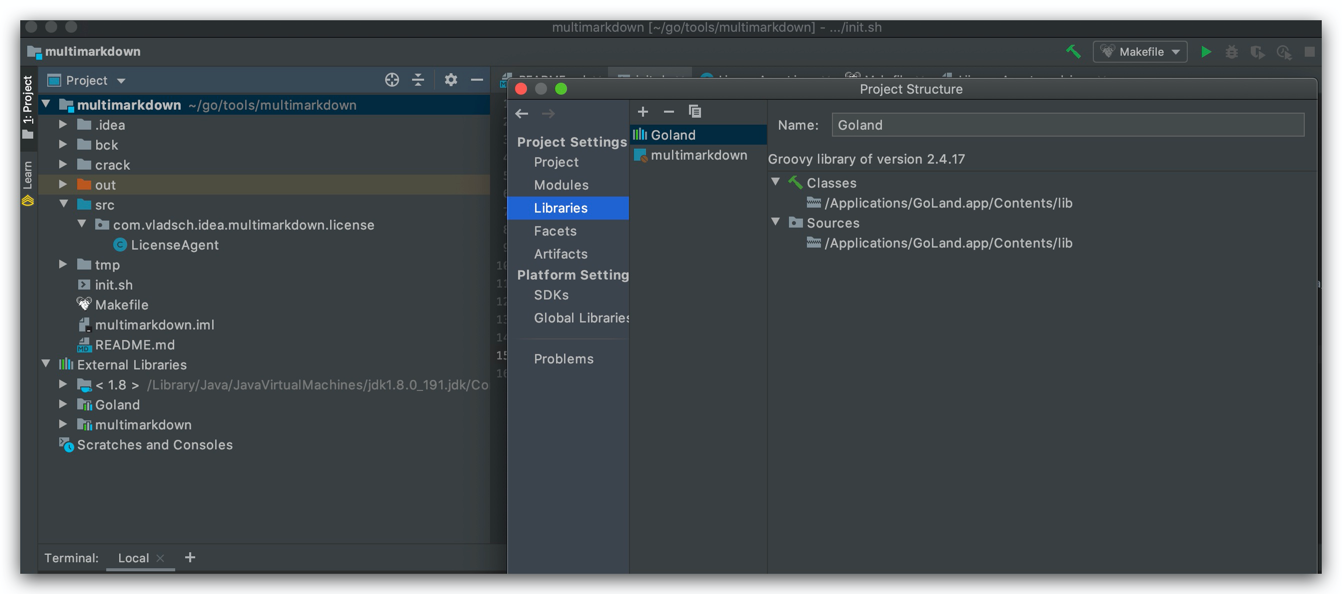 multimarkdown [~/go/tools/multimarkdown] - .../init.sh
multimarkdown
Makefile
1: Project
Learn
Project
multimarkdown ~/go/tools/multimarkdown
.idea
bck
crack
out
src
com.vladsch.idea.multimarkdown.license
LicenseAgent
tmp
init.sh
Makefile
multimarkdown.iml
README.md
External Libraries
< 1.8 > /Library/Java/JavaVirtualMachines/jdk1.8.0_191.jdk/Co
Goland
multimarkdown
Scratches and Consoles
Terminal: Local
10
11
12
13
14
15
16
Project Structure
Project Settings
Project
Modules
Libraries
Facets
Artifacts
Platform Setting
SDKs
Global Libraries
Problems
Goland
multimarkdown
Name: Goland
Groovy library of version 2.4.17
Classes
/Applications/GoLand.app/Contents/lib
Sources
/Applications/GoLand.app/Contents/lib